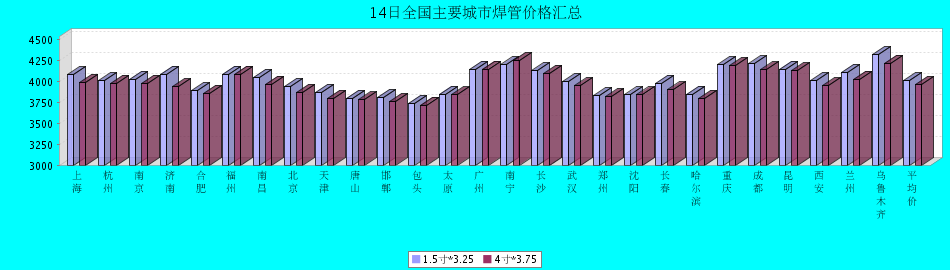 14日全国主要城市焊管价格汇总
4500
4250
4000
3750
3500
3250
3000
上海
杭州
南京
济南
合肥
福州
南昌
北京
天津
唐山
邯郸
包头
太原
广州
南宁
长沙
武汉
郑州
沈阳
长春
哈尔滨
重庆
成都
昆明
西安
兰州
乌鲁木齐
平均价
1.5寸*3.25
4寸*3.75